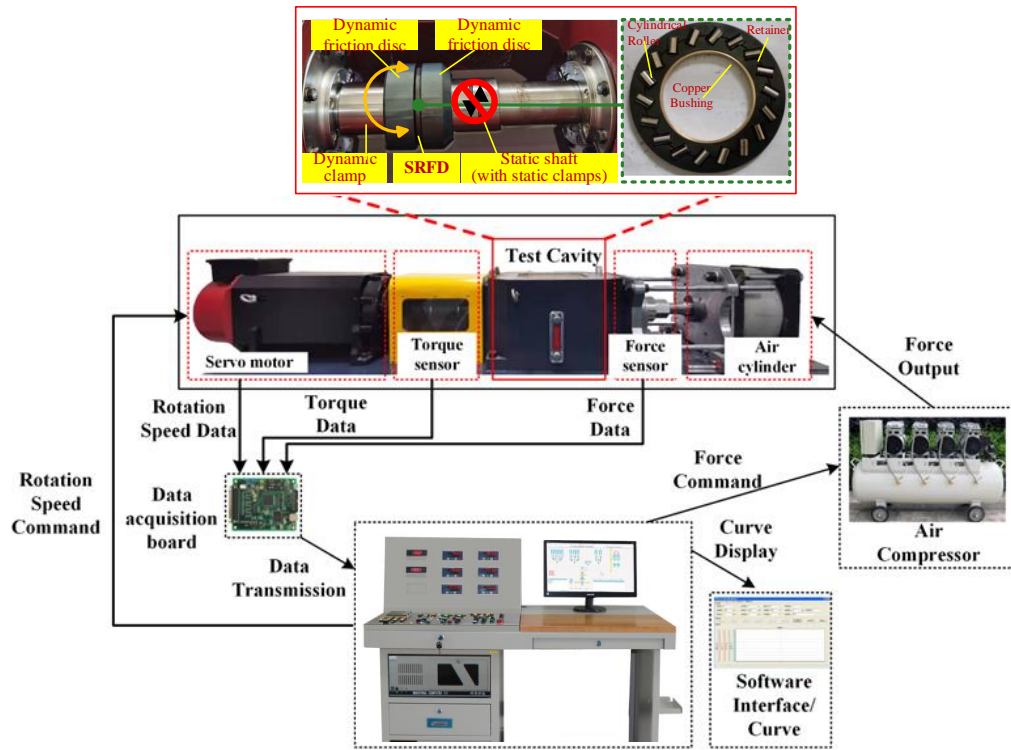 Dynamic
friction disc
Dynamic
friction disc
Cylindrical
Roller
Retainer
Copper
Bushing
Dynamic
clamp
SRFD
Static shaft
(with static clamps)
Test Cavity
Servo motor
Torque
sensor
Force
sensor
Air
cylinder
Rotation
Speed Data
Torque
Data
Force
Data
Force
Output
Rotation
Speed
Command
Data
acquisition
board
Data
Transmission
Force
Command
Curve
Display
Air
Compressor
Software
Interface/
Curve